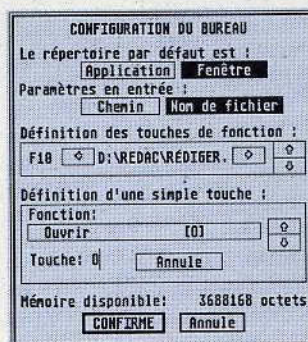 CONFIGURATION DU BUREAU
Le répertoire par défaut est :
Application Fenêtre
Paramètres en entrée :
Chemin Nom de fichier
Définition des touches de fonction :
F18 D:\REDAC\RÉDIGER.
Définition d'une simple touche :
Fonction:
Ouvrir [O]
Touche: O Annule
Mémoire disponible: 3688168 octets
CONFIRME Annule